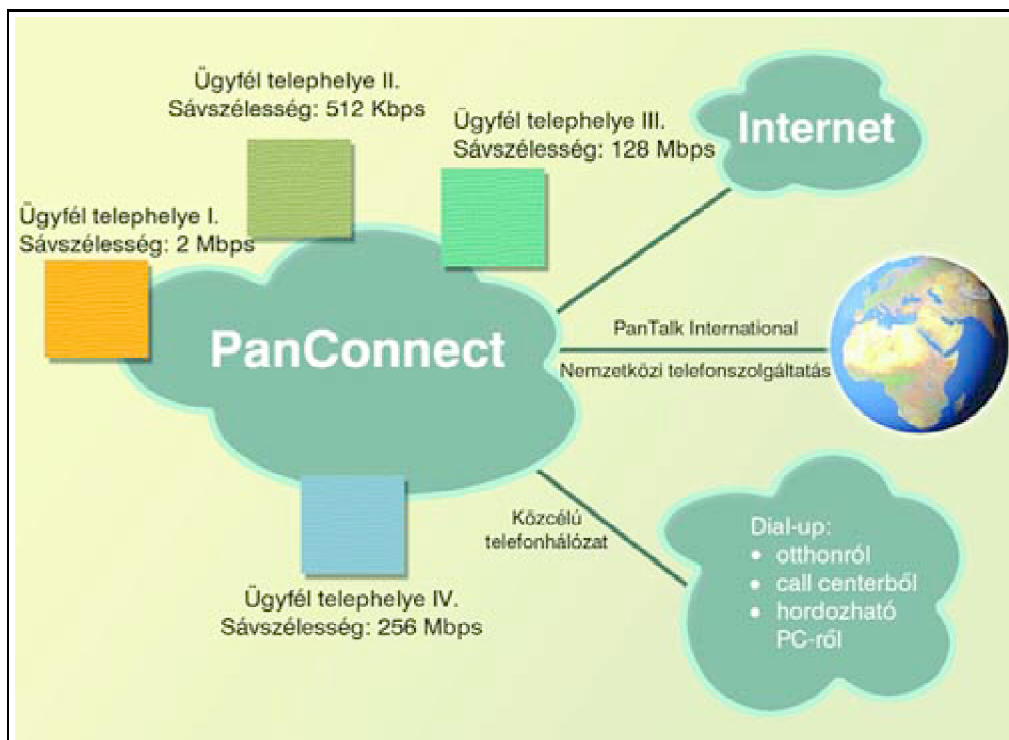 Ügyfél telephelye II.
Sávszélesség: 512 Kbps
Ügyfél telephelye III.
Sávszélesség: 128 Mbps
Internet
Ügyfél telephelye I.
Sávszélesség: 2 Mbps
PanConnect
PanTalk International
Nemzetközi telefonszolgáltatás
Közcélú
telefonhálózat
Dial-up:
• otthonról
• call centerből
• hordozható
PC-ről
Ügyfél telephelye IV.
Sávszélesség: 256 Mbps